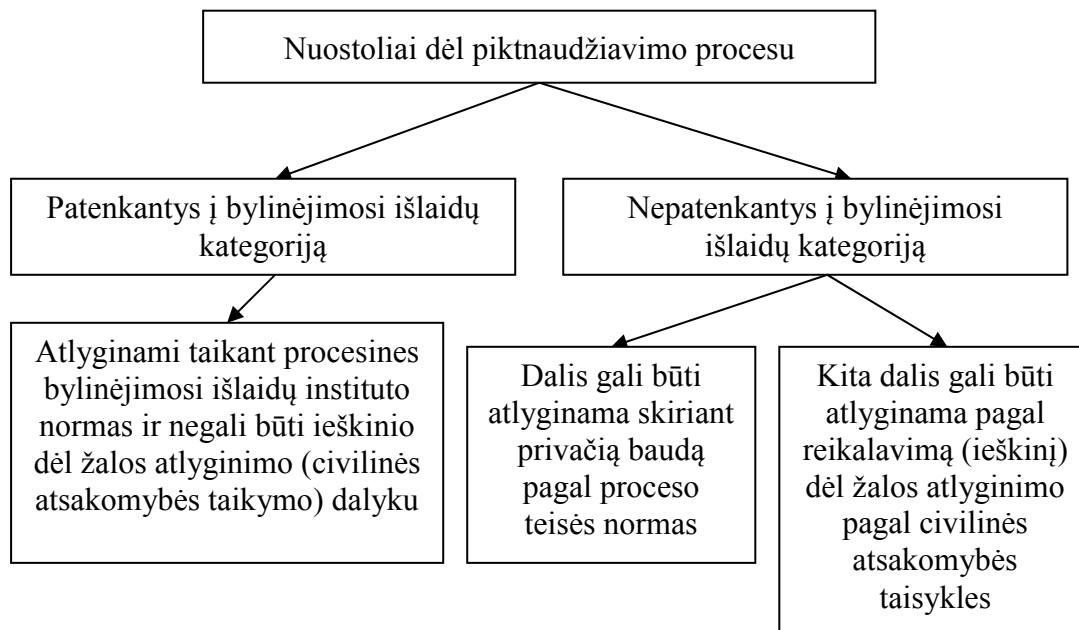 Nuostoliai dėl piktnaudžiavimo procesu
Patenkantys į bylinėjimosi išlaidų
kategoriją
Nepatenkantys į bylinėjimosi
išlaidų kategoriją
Atlyginami taikant procesines
bylinėjimosi išlaidų instituto
normas ir negali būti ieškinio
dėl žalos atlyginimo (civilinės
atsakomybės taikymo) dalyku
Dalis gali būti
atlyginama skiriant
privačią baudą
pagal proceso
teisės normas
Kita dalis gali būti
atlyginama pagal
reikalavimą (ieškinį)
dėl žalos atlyginimo
pagal civilinės
atsakomybės
taisykles